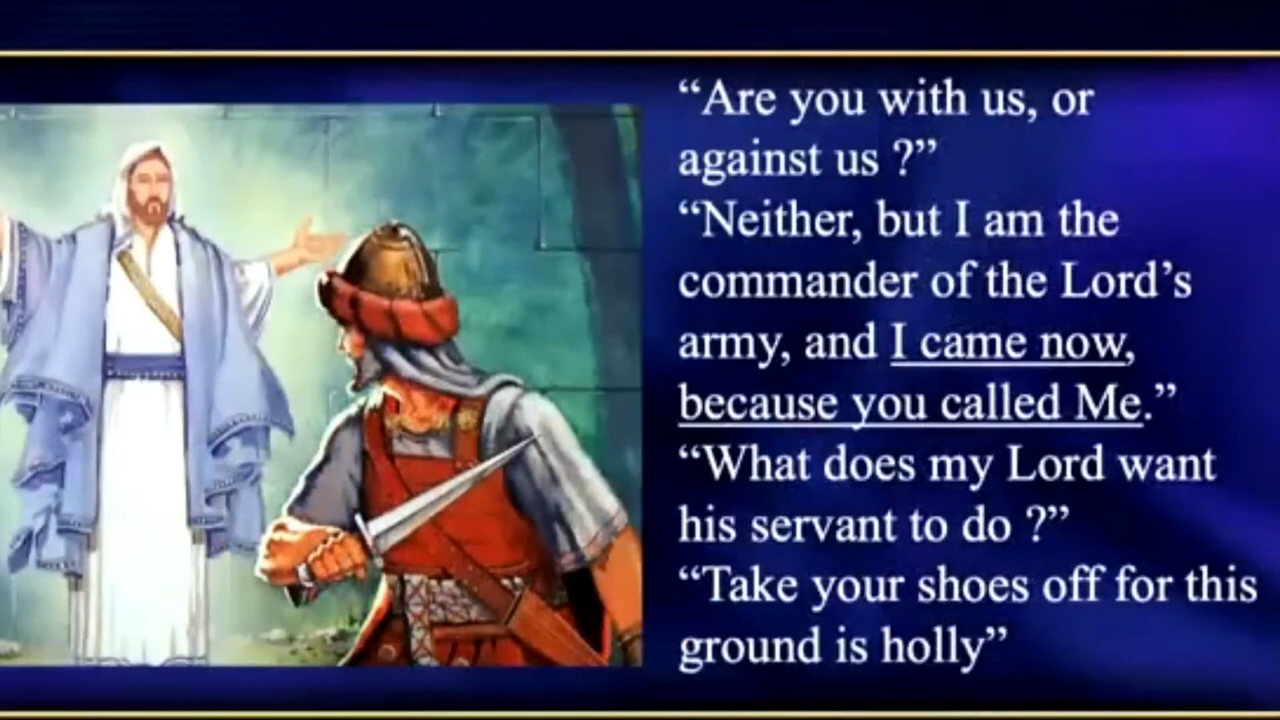 “Are you with us, or
against us ?”
“Neither, but I am the
commander of the Lord’s
army, and I came now,
because you called Me.”
“What does my Lord want
his servant to do ?”
“Take your shoes off for this
ground is holly”